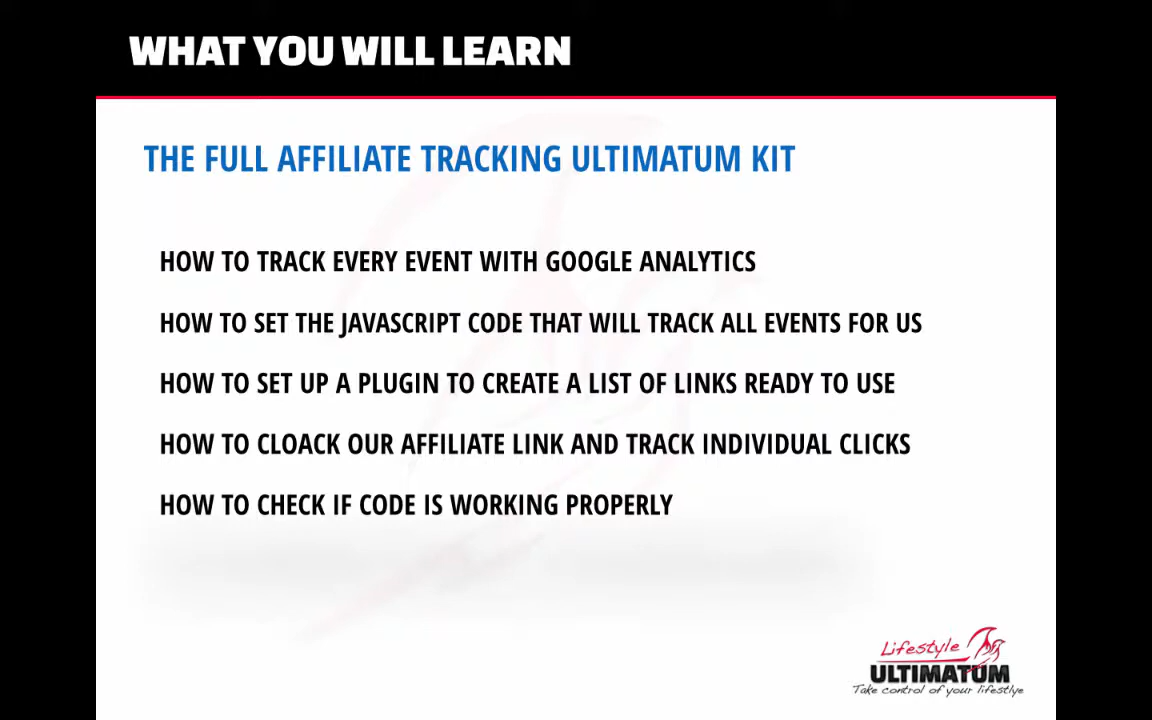 WHAT YOU WILL LEARN
THE FULL AFFILIATE TRACKING ULTIMATUM KIT
HOW TO TRACK EVERY EVENT WITH GOOGLE ANALYTICS
HOW TO SET THE JAVASCRIPT CODE THAT WILL TRACK ALL EVENTS FOR US
HOW TO SET UP A PLUGIN TO CREATE A LIST OF LINKS READY TO USE
HOW TO CLOACK OUR AFFILIATE LINK AND TRACK INDIVIDUAL CLICKS
HOW TO CHECK IF CODE IS WORKING PROPERLY
Lifestyle
ULTIMATUM
Take control of your lifestlye